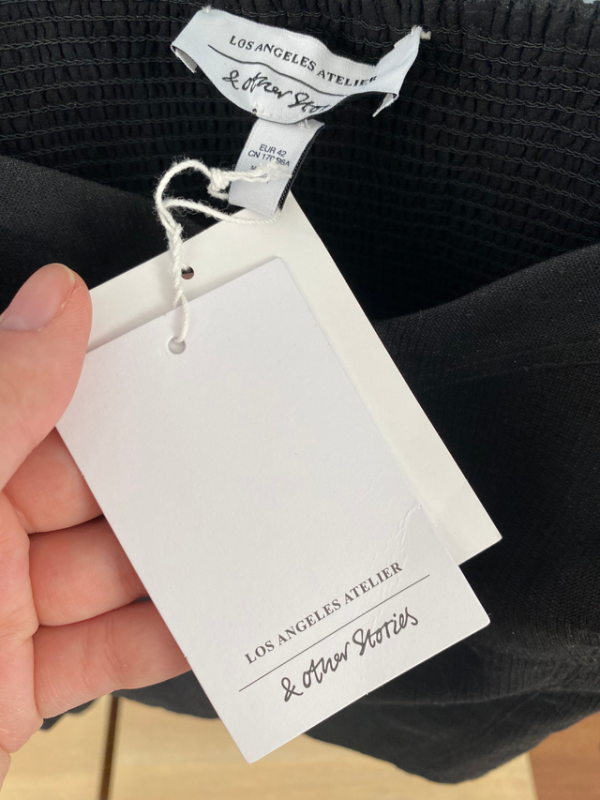 LOS ANGELES ATELIER
& other Stories
EUR 42
LOS ANGELES ATELIER
& other Stories